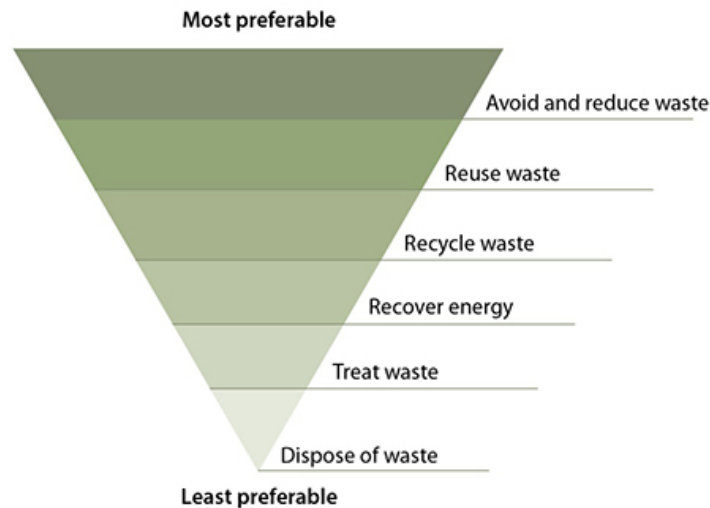 Most preferable
Avoid and reduce waste
Reuse waste
Recycle waste
Recover energy
Treat waste
Dispose of waste
Least preferable